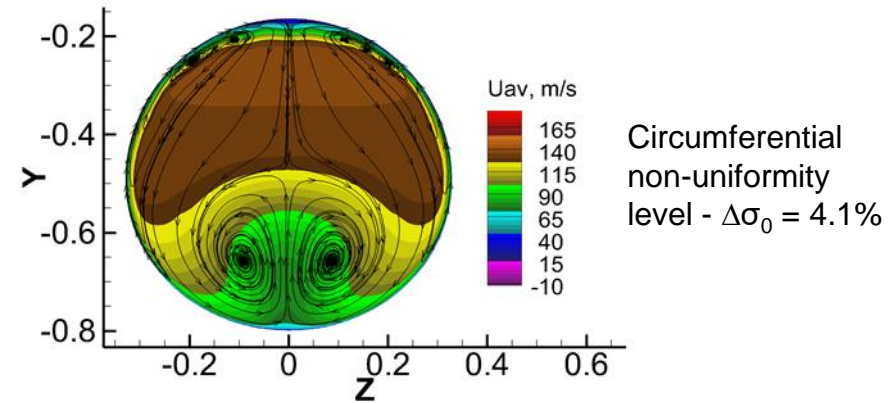 -0.2
-0.4
-0.6
-0.8
Y
-0.2 0 0.2 0.4 0.6
Z
Uav, m/s
165
140
115
90
65
40
15
-10
Circumferential
non-uniformity
level - Δσ₀ = 4.1%